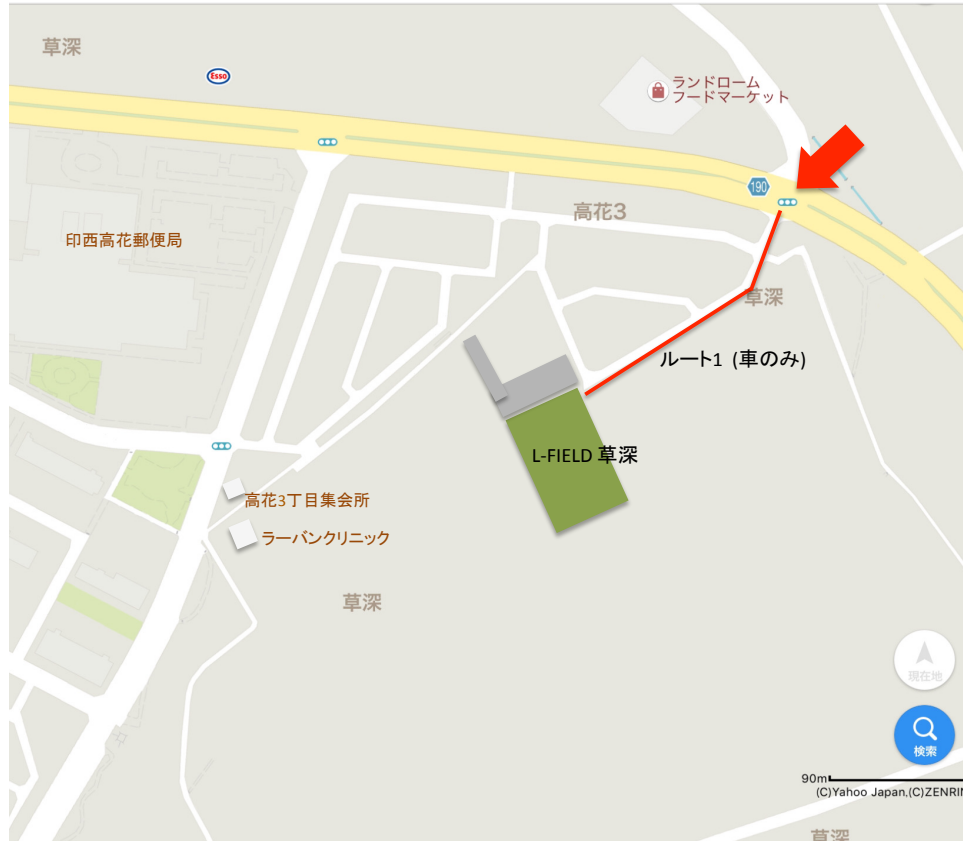 草深
Esso
ランドローム
フードマーケット
190
高花3
印西高花郵便局
草深
ルート1 (車のみ)
L-FIELD 草深
高花3丁目集会所
ラーバンクリニック
草深
現在地
検索
90m
(C)Yahoo Japan,(C)ZENRIN
草深